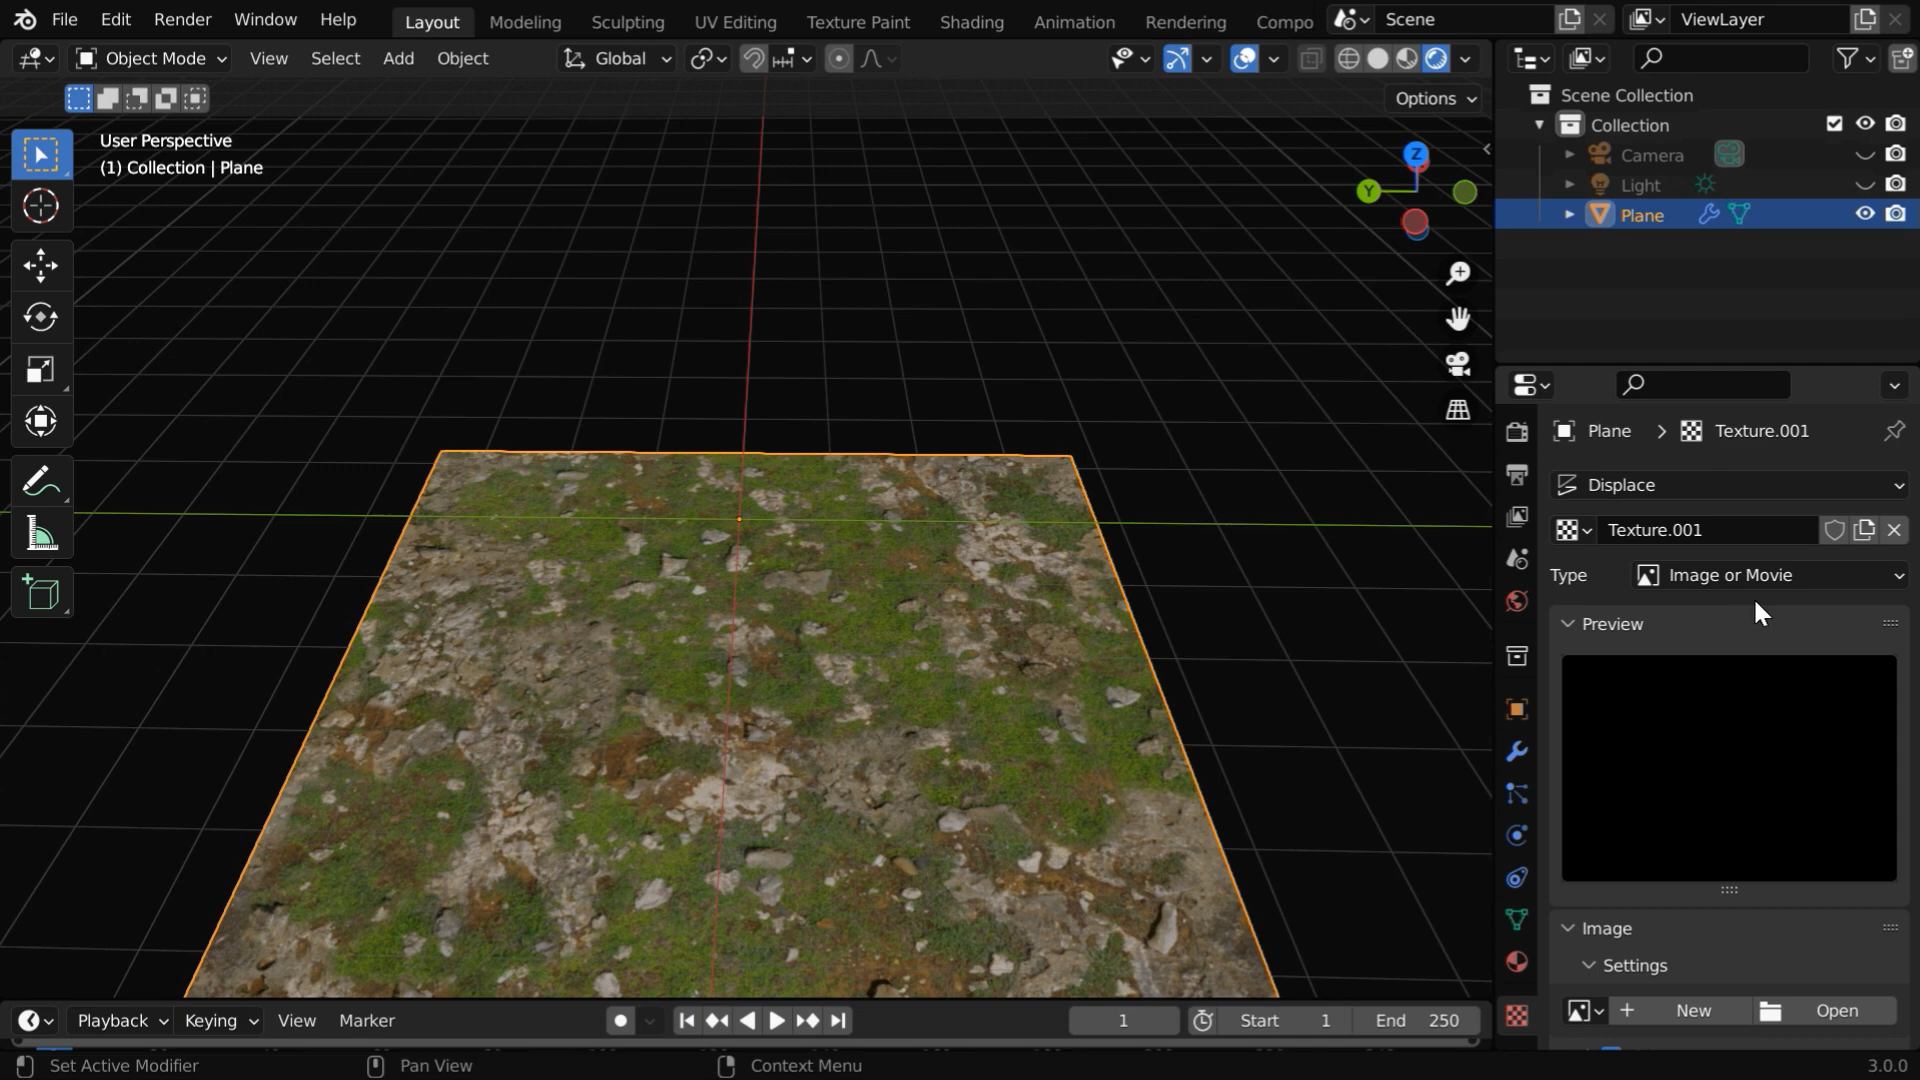 File Edit Render Window Help Layout Modeling Sculpting UV Editing Texture Paint Shading Animation Rendering Compo Scene ViewLayer
Object Mode View Select Add Object Global
Options
User Perspective
(1) Collection | Plane
Z
Y
Scene Collection
Collection
Camera
Light
Plane
Plane > Texture.001
Displace
Texture.001
Type Image or Movie
Preview
Image
Settings
New Open
Playback Keying View Marker 1 Start 1 End 250
Set Active Modifier Pan View Context Menu 3.0.0